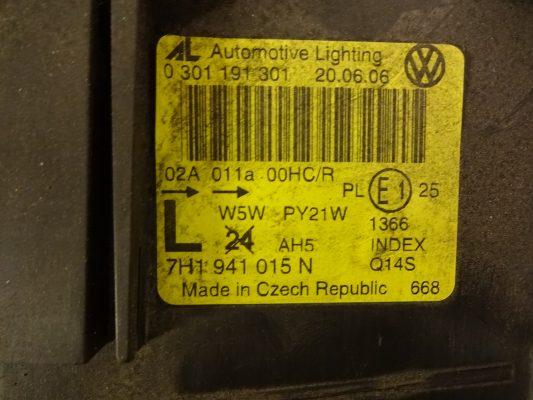 AL Automotive Lighting
0 301 191 301 20.06.06
02A 011a 00HC/R
PL E1 25
W5W PY21W 1366
L 24 AH5 INDEX
7H1 941 015 N Q14S
Made in Czech Republic 668